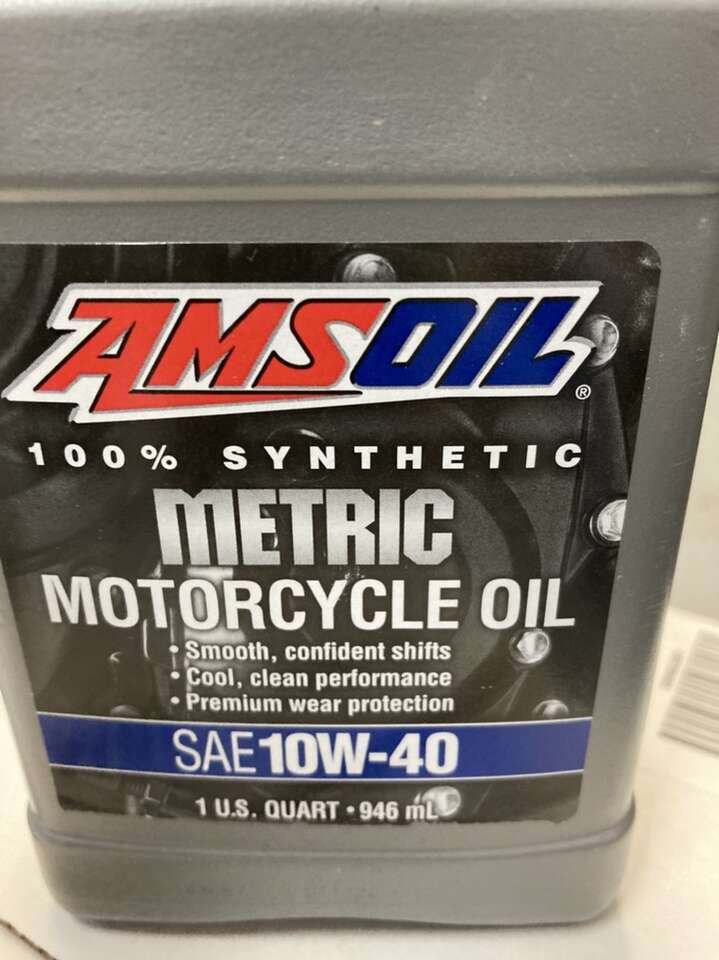 AMSOIL®
100% SYNTHETIC
METRIC
MOTORCYCLE OIL
• Smooth, confident shifts
• Cool, clean performance
• Premium wear protection
SAE 10W-40
1 U.S. QUART • 946 mL